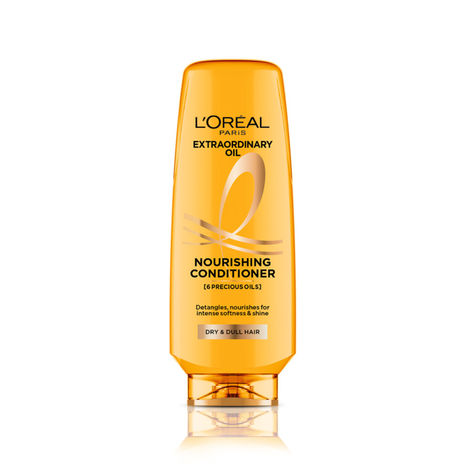 L'ORÉAL
PARIS
EXTRAORDINARY
OIL
NOURISHING
CONDITIONER
[6 PRECIOUS OILS]
Detangles, nourishes for
intense softness & shine
DRY & DULL HAIR